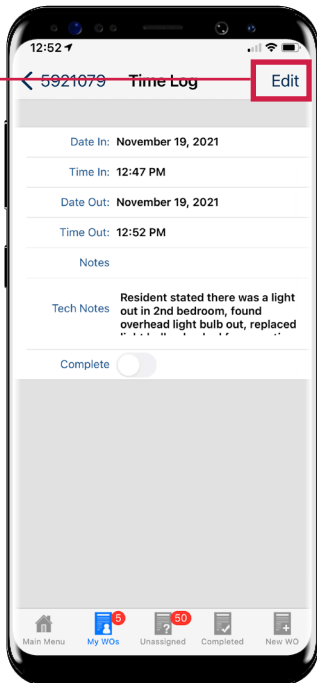 12:52
5921079 Time Log Edit
Date In: November 19, 2021
Time In: 12:47 PM
Date Out: November 19, 2021
Time Out: 12:52 PM
Notes
Tech Notes Resident stated there was a light
out in 2nd bedroom, found
overhead light bulb out, replaced
Complete
5 50
?
Main Menu My WOs Unassigned Completed New WO